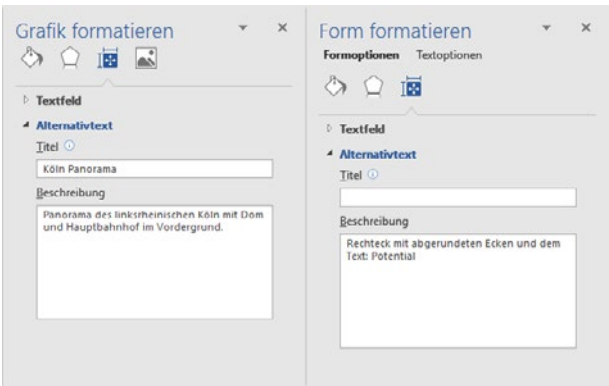 Grafik formatieren
Textfeld
Alternativtext
Titel
Köln Panorama
Beschreibung
Panorama des linksrheinischen Köln mit Dom
und Hauptbahnhof im Vordergrund.
Form formatieren
Formoptionen Textoptionen
Textfeld
Alternativtext
Titel
Beschreibung
Rechteck mit abgerundeten Ecken und dem
Text: Potential